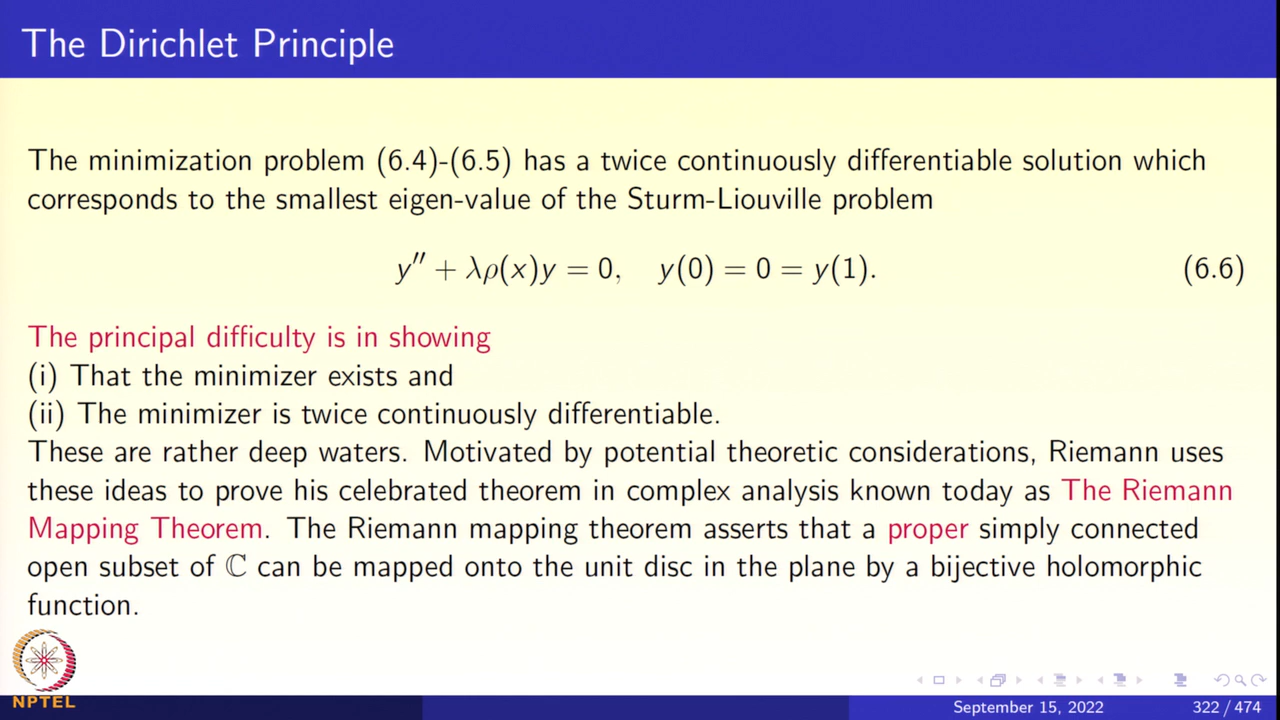 The Dirichlet Principle
The minimization problem (6.4)-(6.5) has a twice continuously differentiable solution which
corresponds to the smallest eigen-value of the Sturm-Liouville problem
y″ + λρ(x)y = 0, y(0) = 0 = y(1). (6.6)
The principal difficulty is in showing
(i) That the minimizer exists and
(ii) The minimizer is twice continuously differentiable.
These are rather deep waters. Motivated by potential theoretic considerations, Riemann uses
these ideas to prove his celebrated theorem in complex analysis known today as The Riemann
Mapping Theorem. The Riemann mapping theorem asserts that a proper simply connected
open subset of ℂ can be mapped onto the unit disc in the plane by a bijective holomorphic
function.
NPTEL
September 15, 2022 322 / 474